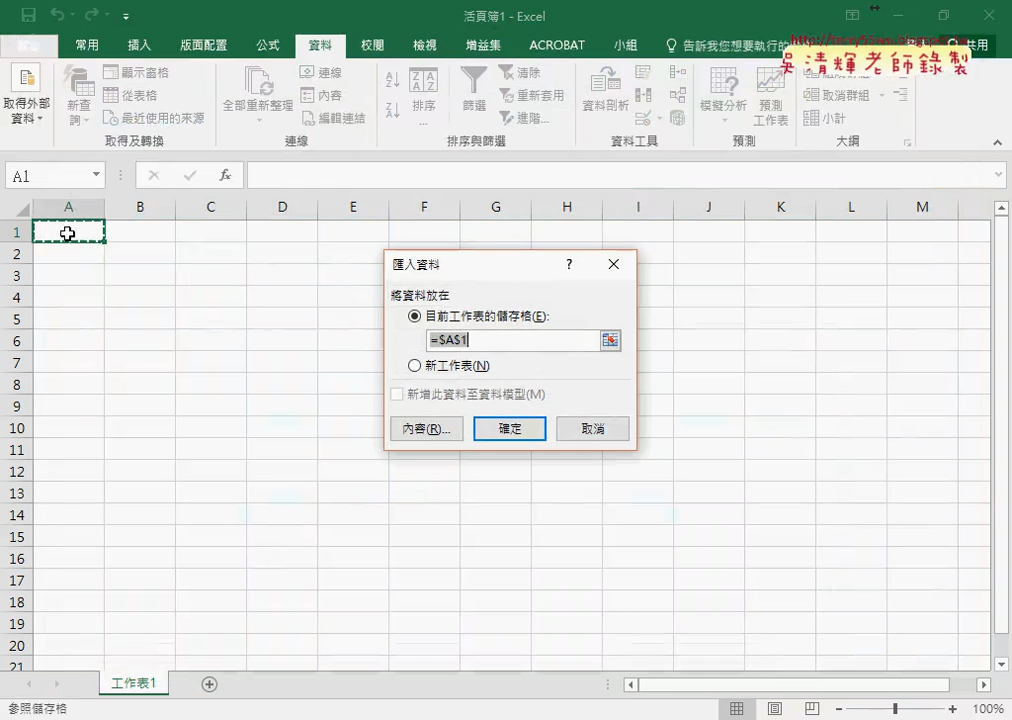 活頁簿1 - Excel
常用 插入 版面配置 公式 資料 校閱 檢視 增益集 ACROBAT 小組 告訴我您想要執行的 共用
吳清輝老師錄製
取得外部資料
新查詢
顯示窗格
從表格
最近使用的來源
取得及轉換
全部重新整理
連線
內容
編輯連結
連線
排序...
篩選
清除
重新套用
進階...
排序與篩選
資料剖析
資料工具
模擬分析
預測工作表
預測
取消群組
小計
大綱
A1
fx
A B C D E F G H I J K L M
1
2
3
4
5
6
7
8
9
10
11
12
13
14
15
16
17
18
19
20
21
匯入資料 ?
將資料放在
目前工作表的儲存格(E):
=$A$1
新工作表(N)
新增此資料至資料模型(M)
內容(R)... 確定 取消
工作表1
參照儲存格
100%